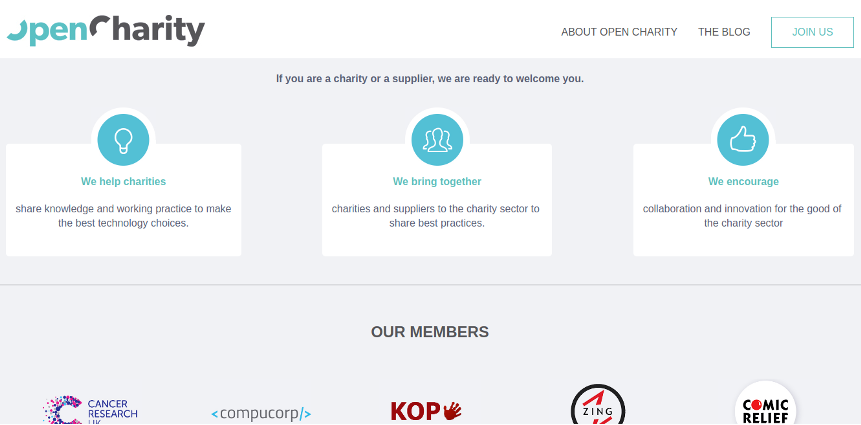 OpenCharity
ABOUT OPEN CHARITY
THE BLOG
JOIN US
If you are a charity or a supplier, we are ready to welcome you.
We help charities
share knowledge and working practice to make
the best technology choices.
We bring together
charities and suppliers to the charity sector to
share best practices.
We encourage
collaboration and innovation for the good of
the charity sector
OUR MEMBERS
CANCER
RESEARCH
UK
<compucorp/>
KOP
ZING
COMIC
RELIEF